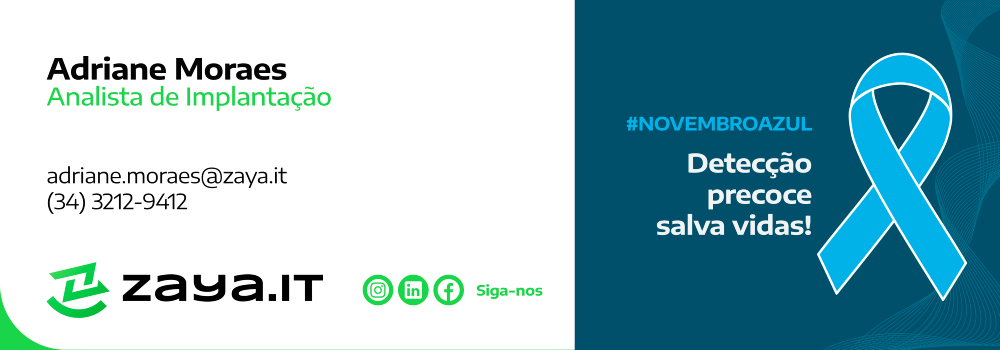 Adriane Moraes
Analista de Implantação
adriane.moraes@zaya.it
(34) 3212-9412
zaya.IT
Siga-nos
#NOVEMBROAZUL
Detecção
precoce
salva vidas!